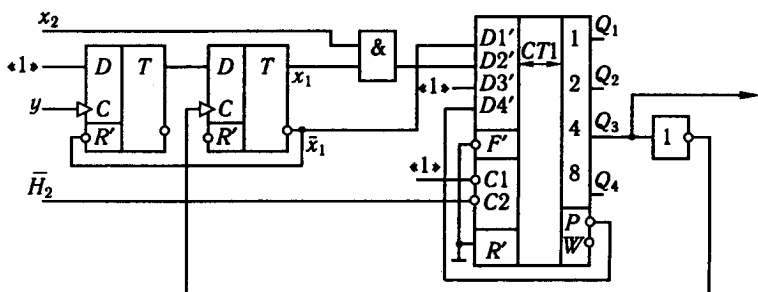 x₂
«1» D T
y C
R'
D T x₁
C
R' x̄₁
&
H̄₂
«1»
«1»
D1'
D2'
D3'
D4'
F'
C1
C2
R'
CT1
1 Q₁
2 Q₂
4 Q₃
8 Q₄
P
W
1